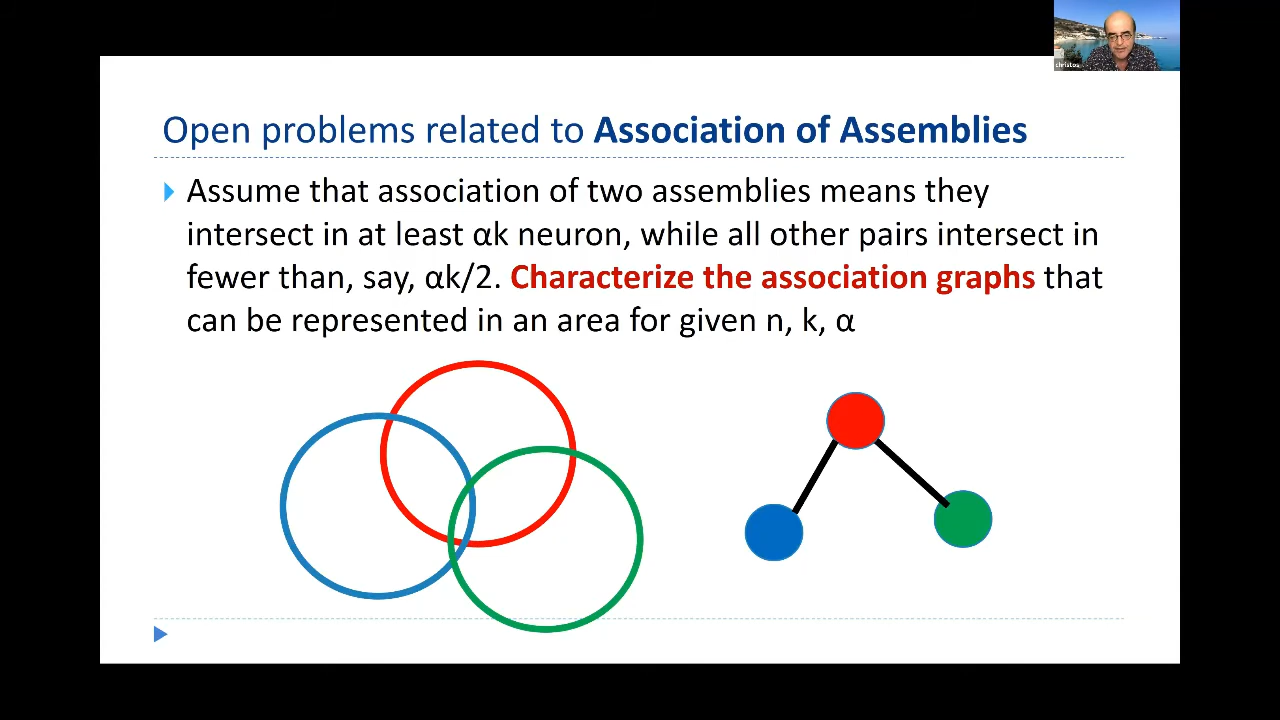 christos
Open problems related to Association of Assemblies
Assume that association of two assemblies means they
intersect in at least αk neuron, while all other pairs intersect in
fewer than, say, αk/2. Characterize the association graphs that
can be represented in an area for given n, k, α